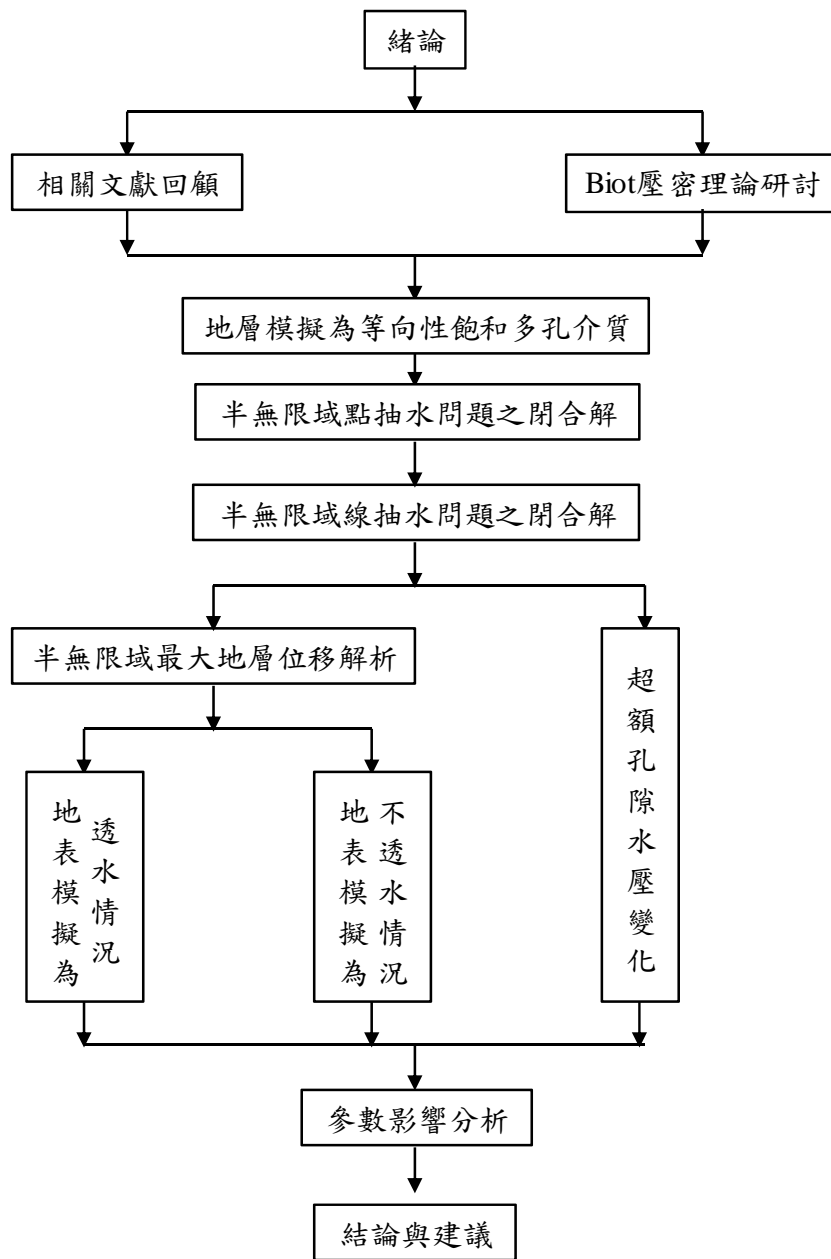 緒論
相關文獻回顧
Biot壓密理論研討
地層模擬為等向性飽和多孔介質
半無限域點抽水問題之閉合解
半無限域線抽水問題之閉合解
半無限域最大地層位移解析
超額孔隙水壓變化
地表模擬為
透水情況
地表模擬為
不透水情況
參數影響分析
結論與建議